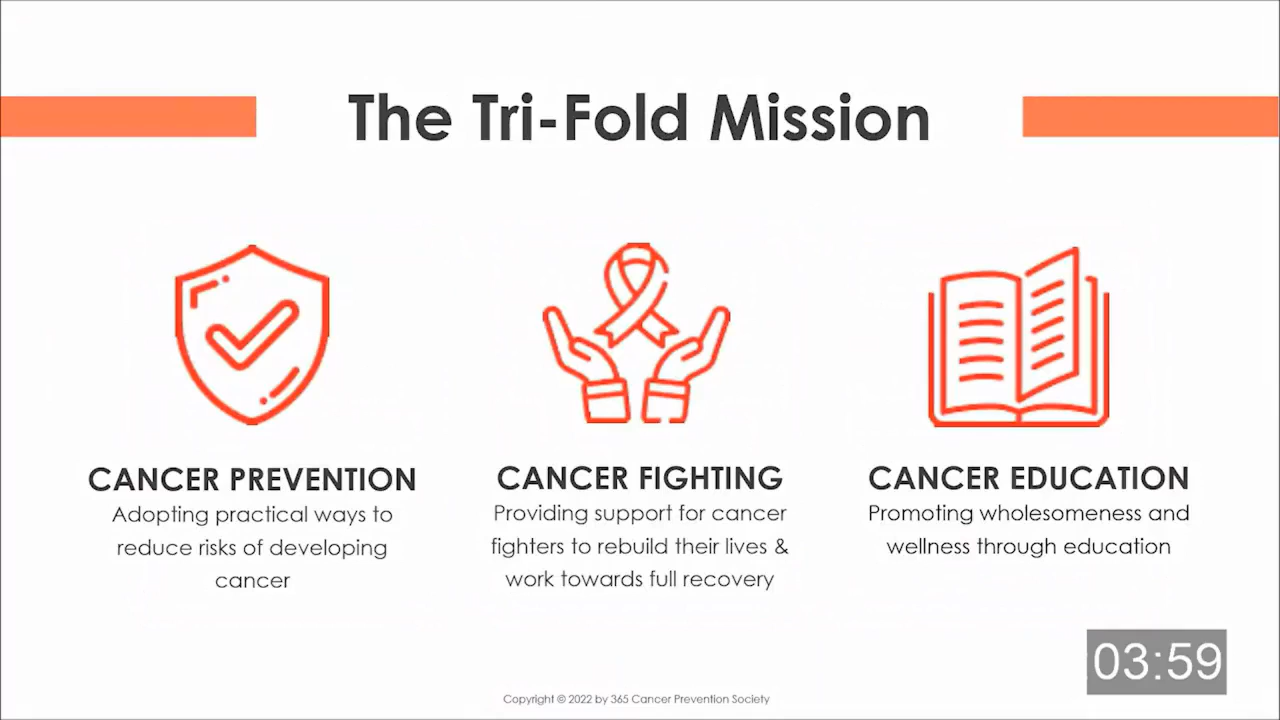 The Tri-Fold Mission
CANCER PREVENTION
Adopting practical ways to
reduce risks of developing
cancer
CANCER FIGHTING
Providing support for cancer
fighters to rebuild their lives &
work towards full recovery
CANCER EDUCATION
Promoting wholesomeness and
wellness through education
03:59
Copyright © 2022 by 365 Cancer Prevention Society